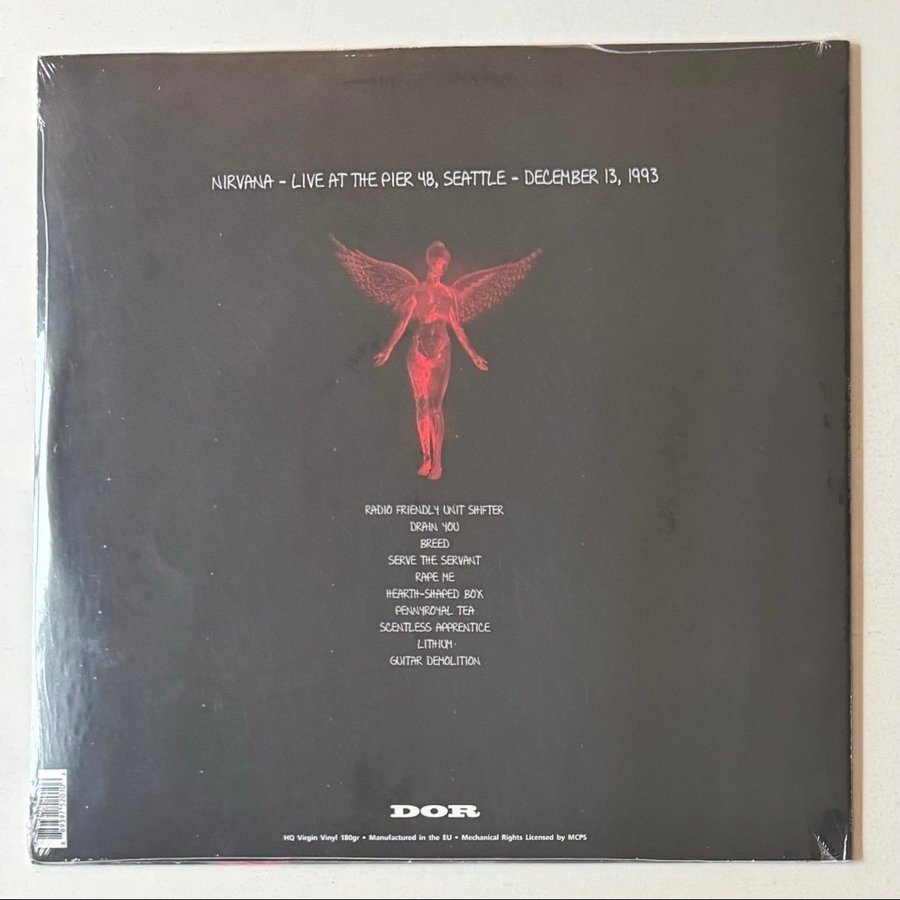 NIRVANA - LIVE AT THE PIER 48, SEATTLE - DECEMBER 13, 1993
RADIO FRIENDLY UNIT SHIFTER
DRAIN YOU
BREED
SERVE THE SERVANT
RAPE ME
HEARTH-SHAPED BOX
PENNYROYAL TEA
SCENTLESS APPRENTICE
LITHIUM
GUITAR DEMOLITION
DOR
HQ Virgin Vinyl 180gr • Manufactured in the EU • Mechanical Rights Licensed by MCPS